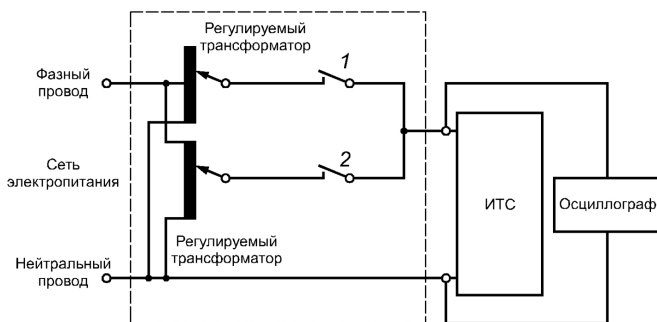 Регулируемый
трансформатор
1
Фазный
провод
Сеть
электропитания
2
ИТС
Осциллограф
Регулируемый
трансформатор
Нейтральный
провод